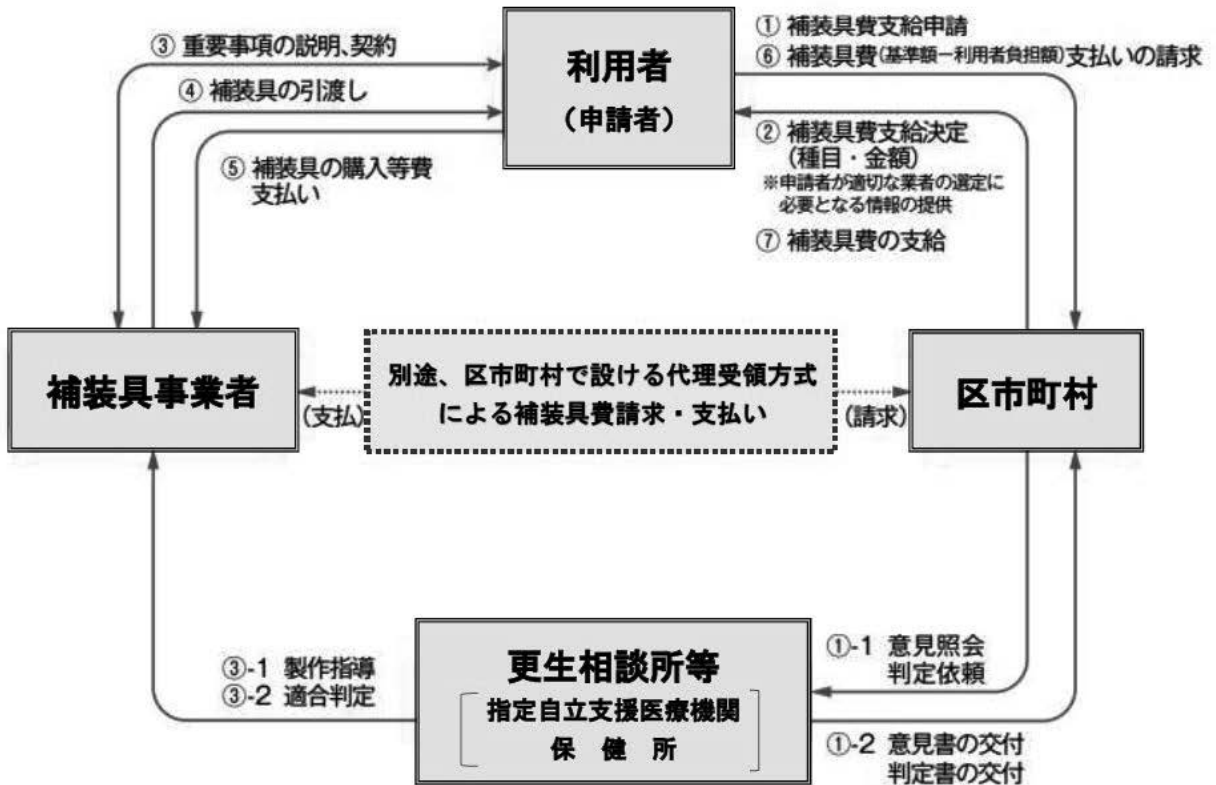 ③ 重要事項の説明、契約
④ 補装具の引渡し
⑤ 補装具の購入等費
支払い
利用者
(申請者)
① 補装具費支給申請
⑥ 補装具費(基準額－利用者負担額)支払いの請求
② 補装具費支給決定
(種目・金額)
※申請者が適切な業者の選定に
必要となる情報の提供
⑦ 補装具費の支給
補装具事業者
(支払)
別途、区市町村で設ける代理受領方式
による補装具費請求・支払い
(請求)
区市町村
③-1 製作指導
③-2 適合判定
更生相談所等
指定自立支援医療機関
保 健 所
①-1 意見照会
判定依頼
①-2 意見書の交付
判定書の交付